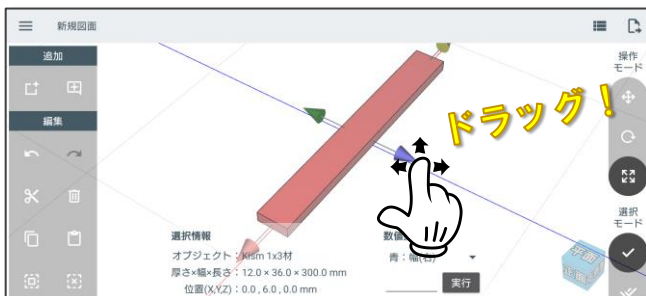 新規図面
追加
編集
操作
モード
ドラッグ！
選択
モード
選択情報
オブジェクト：Kism 1x3材
厚さ×幅×長さ：12.0 x 36.0 x 300.0 mm
位置(X,Y,Z)：0.0 , 6.0 , 0.0 mm
数値
青：幅(右)
実行
平面